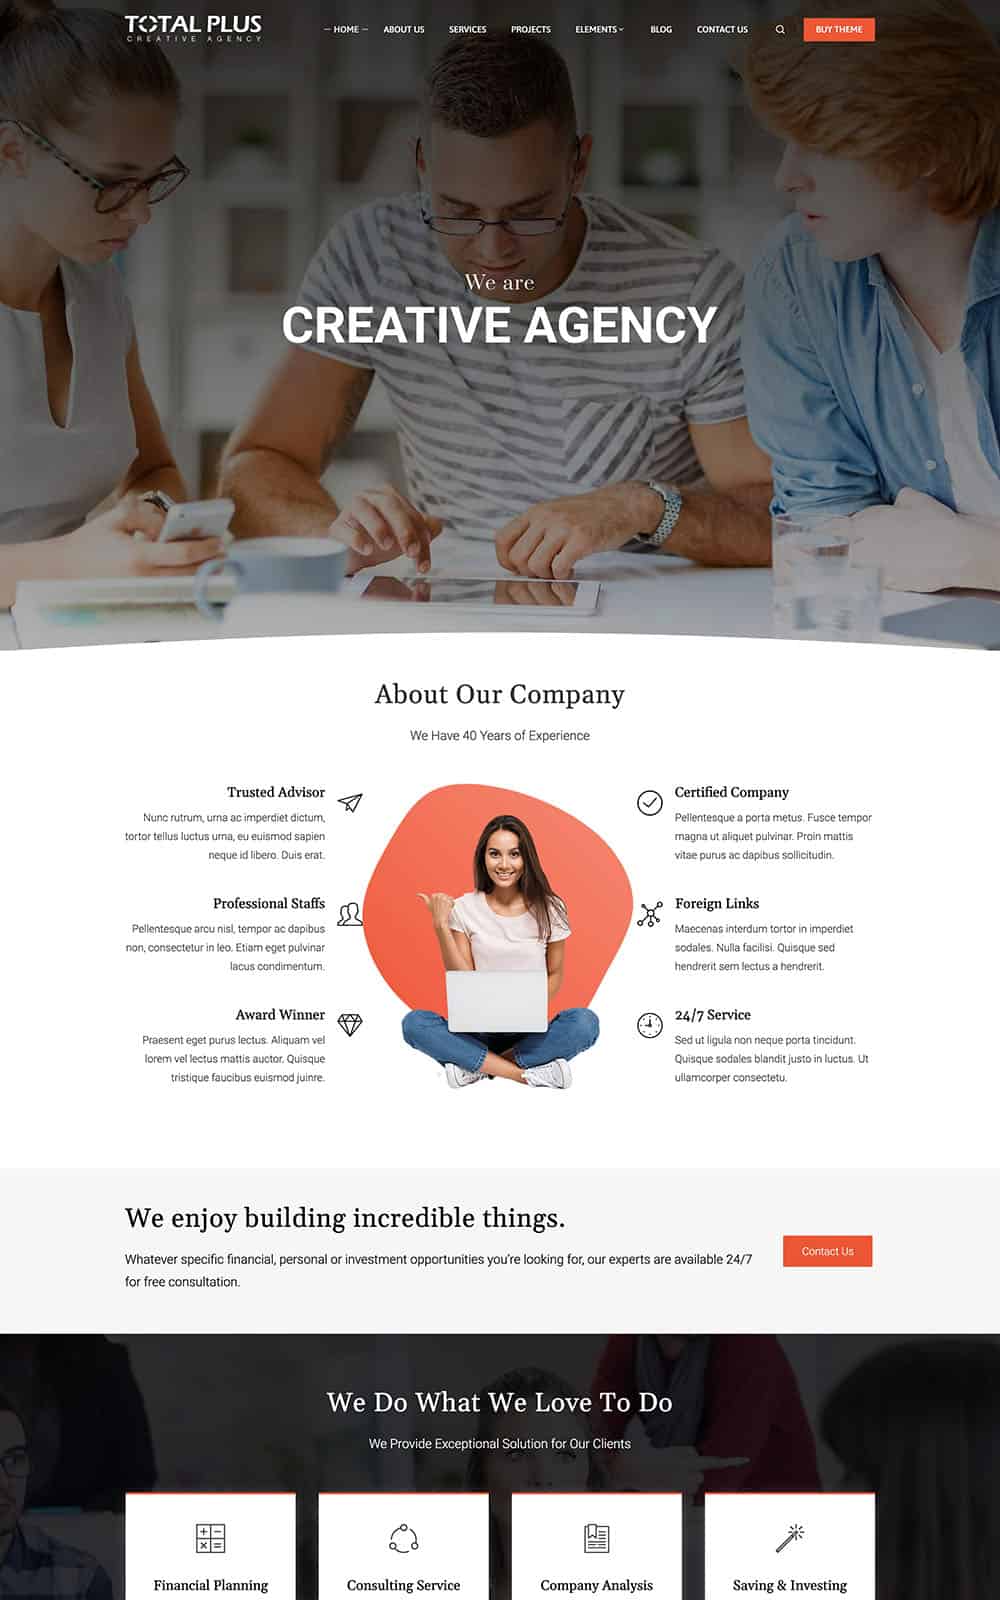 TOTAL PLUS
CREATIVE AGENCY
HOME
ABOUT US
SERVICES
PROJECTS
ELEMENTS
BLOG
CONTACT US
BUY THEME
We are
CREATIVE AGENCY
About Our Company
We Have 40 Years of Experience
Trusted Advisor
Nunc rutrum, urna ac imperdiet dictum,
tortor tellus luctus urna, eu euismod sapien
neque id libero. Duis erat.
Professional Staffs
Pellentesque arcu nisl, tempor ac dapibus
non, consectetur in leo. Etiam eget pulvinar
lacus condimentum.
Award Winner
Praesent eget purus lectus. Aliquam vel
lorem vel lectus mattis auctor. Quisque
tristique faucibus euismod juinre.
Certified Company
Pellentesque a porta metus. Fusce tempor
magna ut aliquet pulvinar. Proin mattis
vitae purus ac dapibus sollicitudin.
Foreign Links
Maecenas interdum tortor in imperdiet
sodales. Nulla facilisi. Quisque sed
hendrerit sem lectus a hendrerit.
24/7 Service
Sed ut ligula non neque porta tincidunt.
Quisque sodales blandit justo in luctus. Ut
ullamcorper consectetu.
We enjoy building incredible things.
Whatever specific financial, personal or investment opportunities you're looking for, our experts are available 24/7
for free consultation.
Contact Us
We Do What We Love To Do
We Provide Exceptional Solution for Our Clients
Financial Planning
Consulting Service
Company Analysis
Saving & Investing